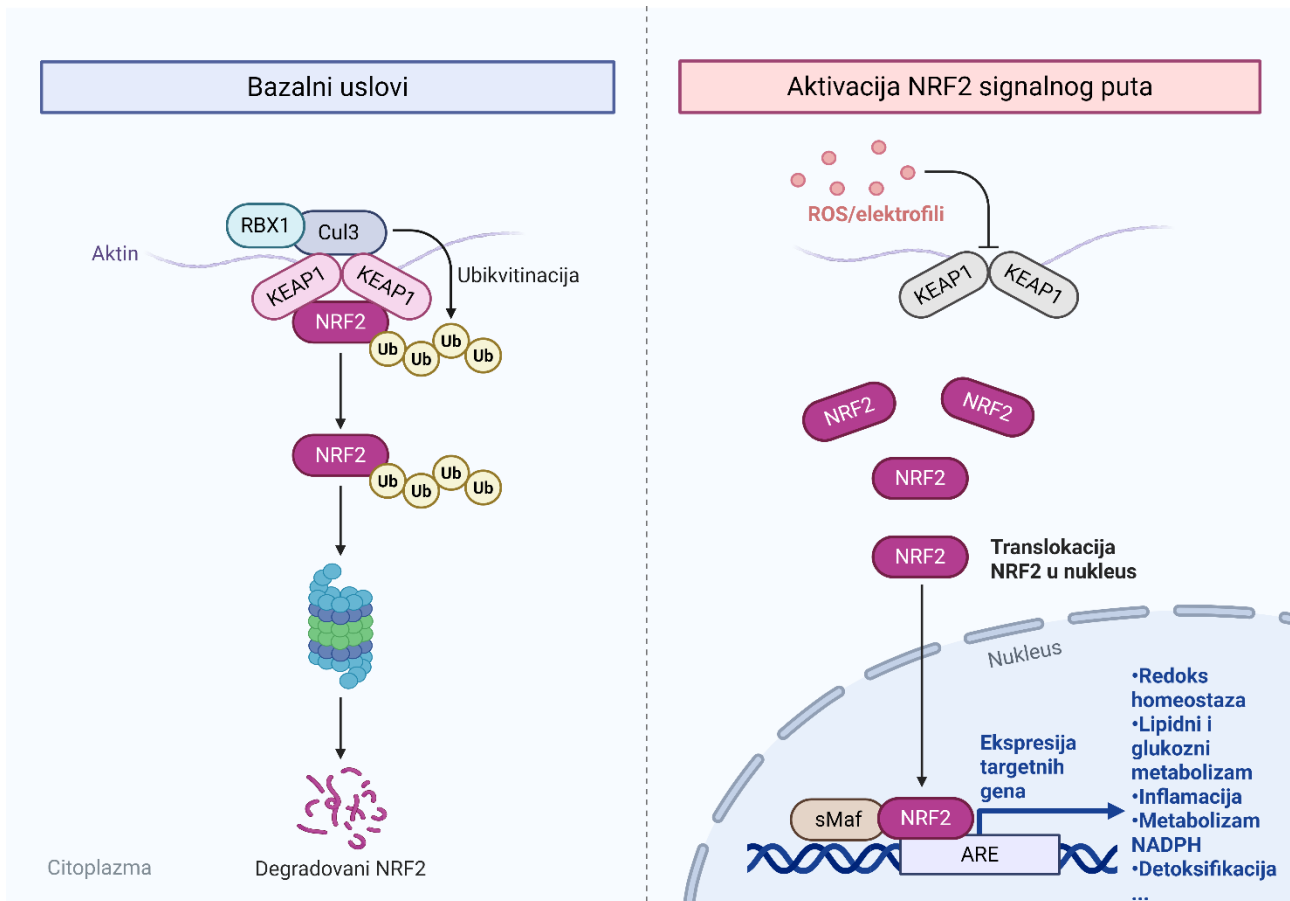 Bazalni uslovi
RBX1
Cul3
Aktin
KEAP1
KEAP1
Ubikvitinacija
NRF2
Ub
Ub
Ub
Ub
NRF2
Ub
Ub
Ub
Ub
Citoplazma
Degradovani NRF2
Aktivacija NRF2 signalnog puta
ROS/elektrofili
KEAP1
KEAP1
NRF2
NRF2
NRF2
NRF2
Translokacija
NRF2 u nukleus
Nukleus
Ekspresija
targetnih
gena
sMaf
NRF2
ARE
•Redoks
homeostaza
•Lipidni i
glukozni
metabolizam
•Inflamacija
•Metabolizam
NADPH
•Detoksifikacija
...